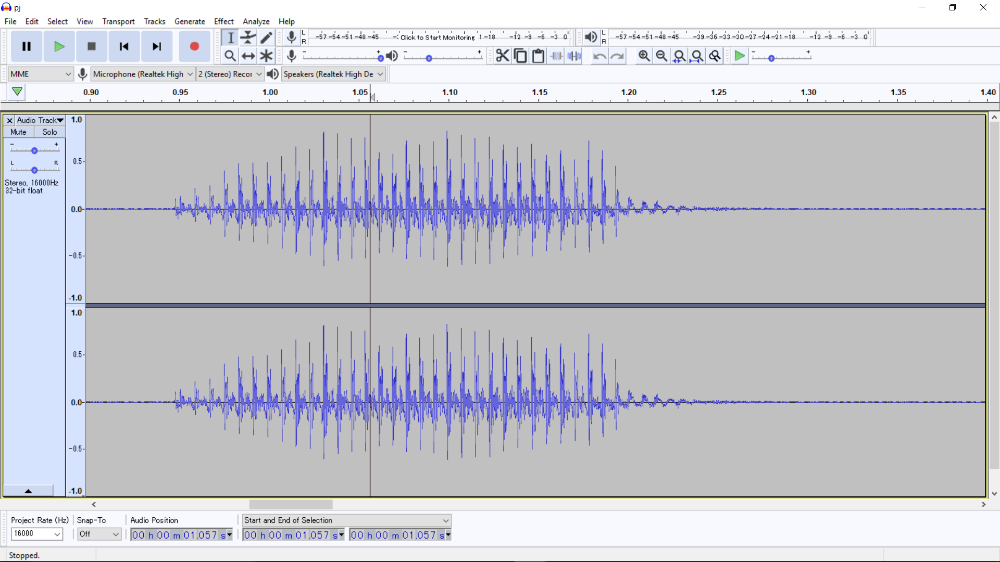 pj
File Edit Select View Transport Tracks Generate Effect Analyze Help
L R -57 -54 -51 -48 -45 -: Click to Start Monitoring 1 -18 -12 -9 -6 -3 0
L R -57 -54 -51 -48 -45 -39 -36 -33 -30 -27 -24 -21 -18 -12 -9 -6 -3 0
- + - + - +
MME Microphone (Realtek High 2 (Stereo) Recor Speakers (Realtek High De
0.90 0.95 1.00 1.05 1.10 1.15 1.20 1.25 1.30 1.35 1.40
Audio Track
Mute Solo
- +
L R
Stereo, 16000Hz
32-bit float
1.0
0.5
0.0
-0.5
-1.0
1.0
0.5
0.0
-0.5
-1.0
Project Rate (Hz) Snap-To Audio Position Start and End of Selection
16000 Off 00 h 00 m 01.057 s 00 h 00 m 01.057 s 00 h 00 m 01.057 s
Stopped.